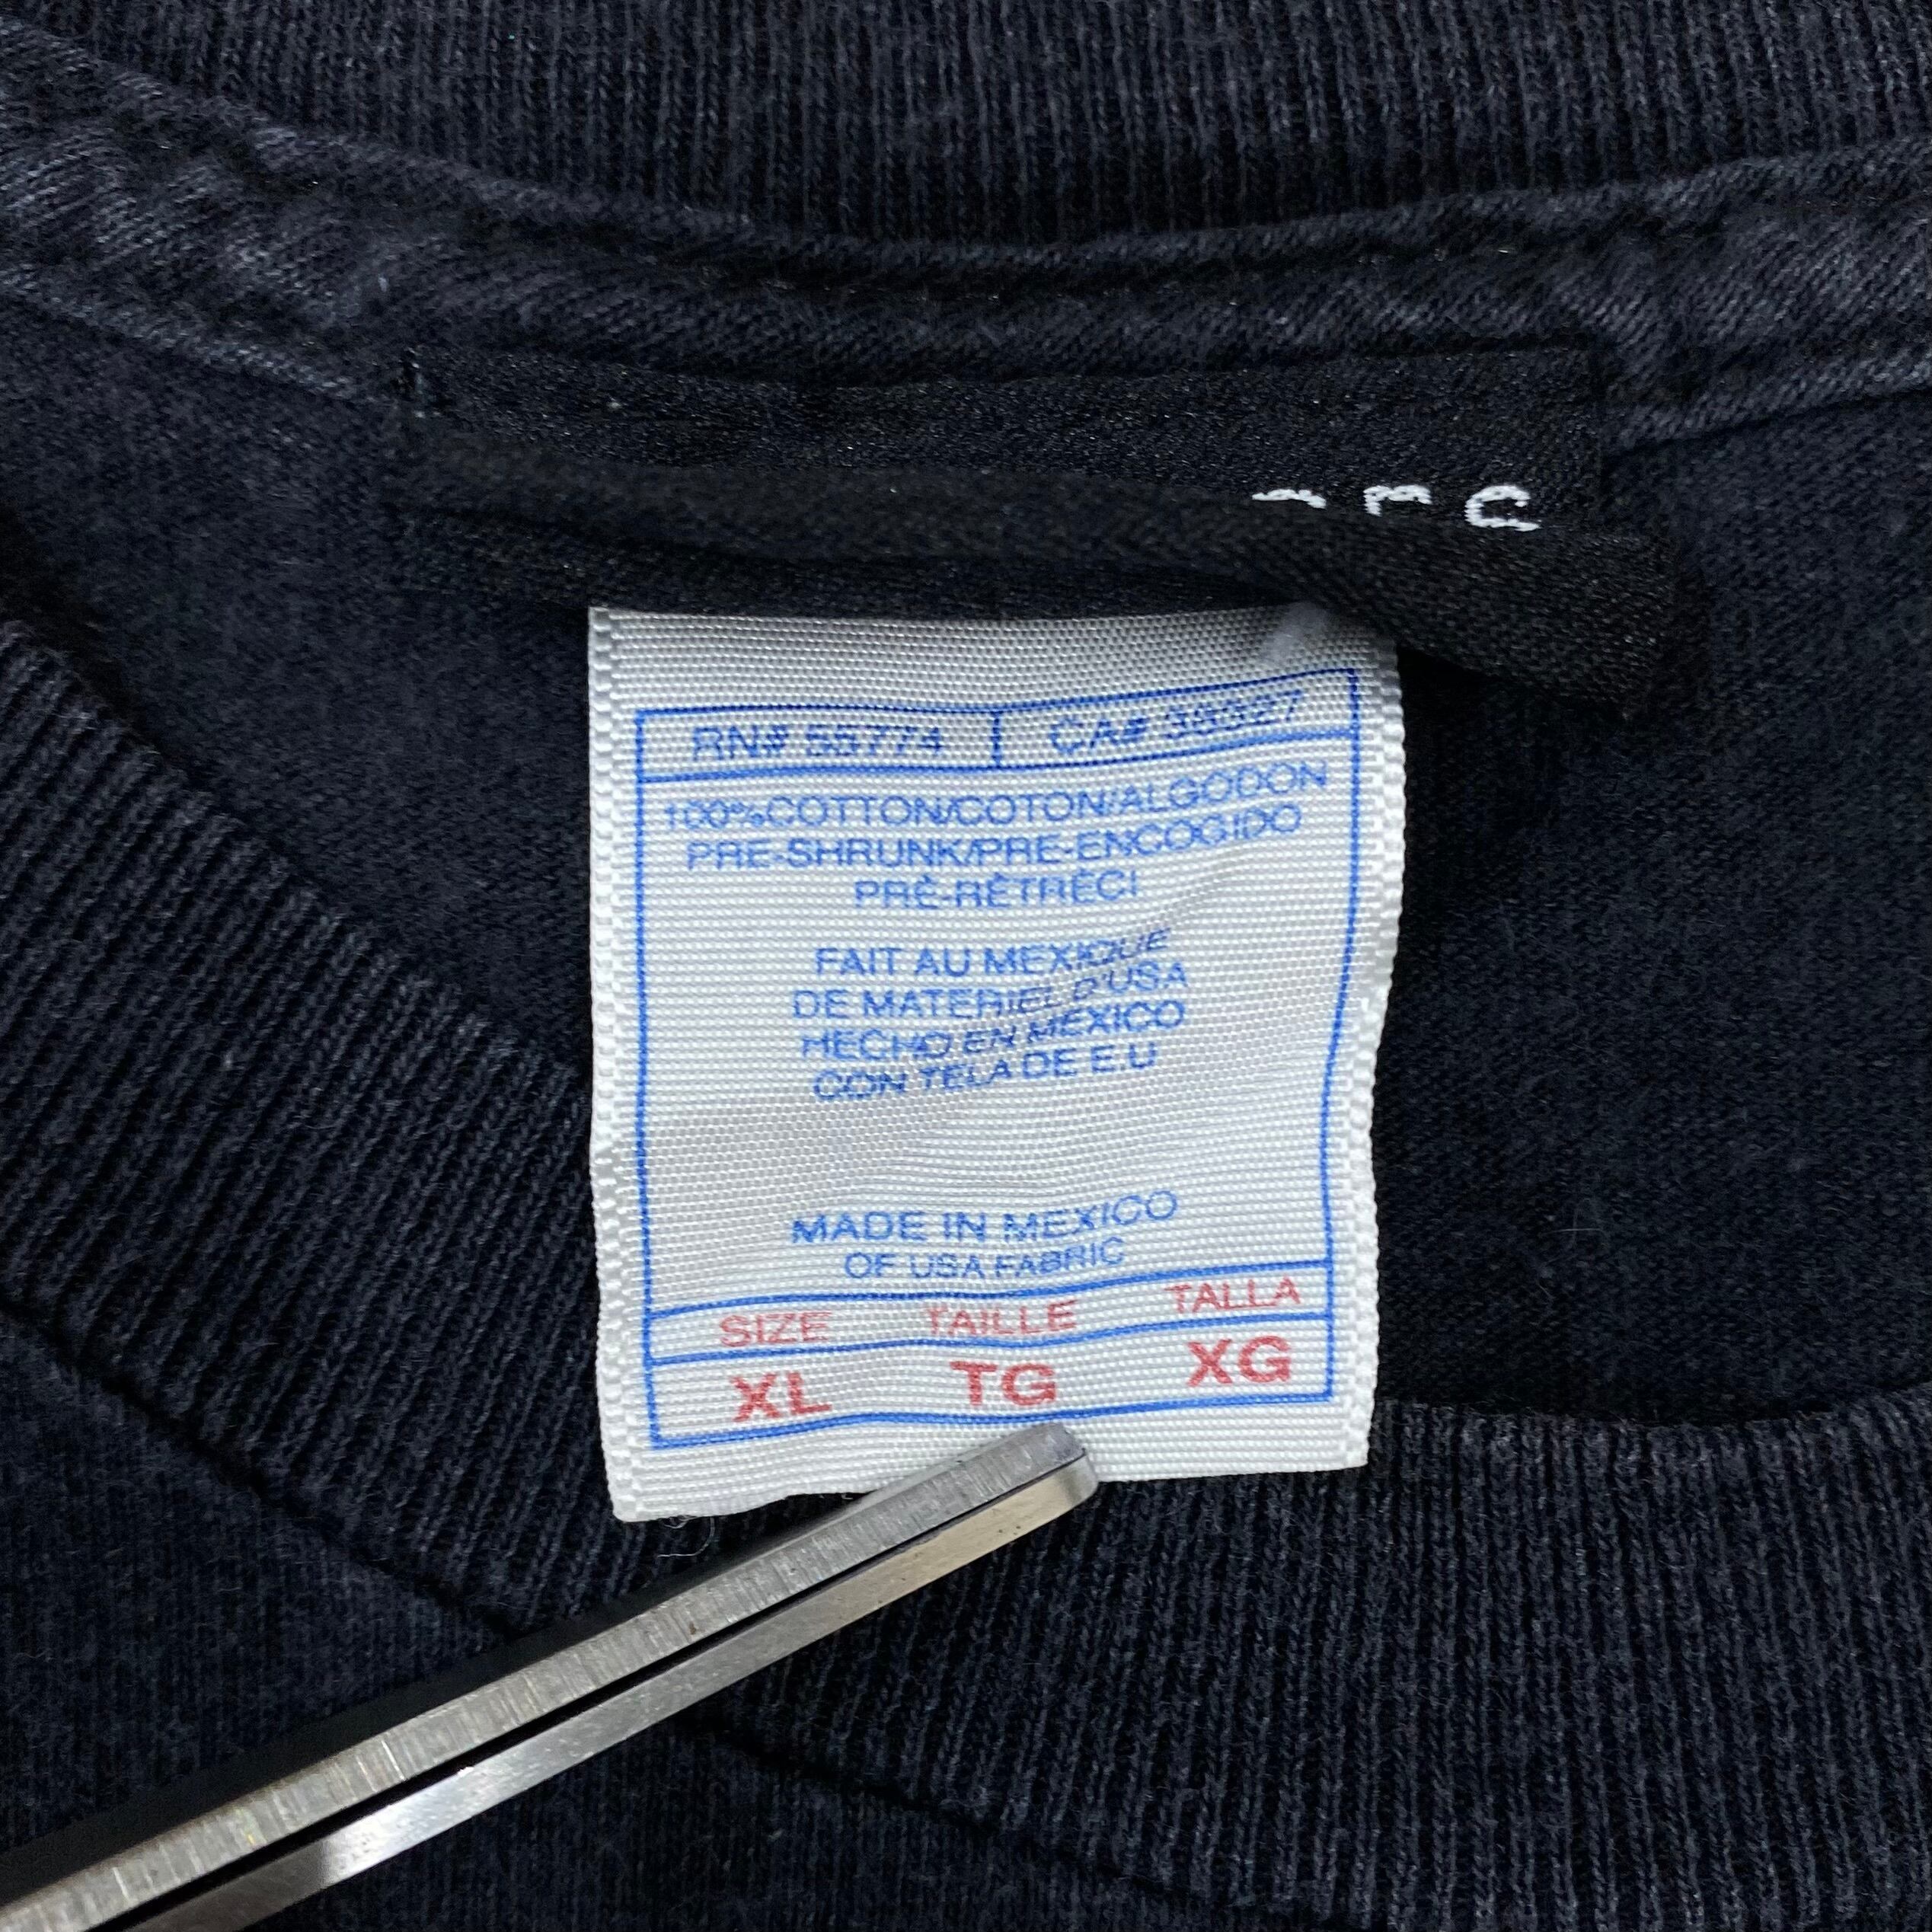 RN# 55774 CA# 35327
100%COTTON/COTON/ALGODON
PRE-SHRUNK/PRE-ENCOGIDO
PRÉ-RÉTRÉCI
FAIT AU MEXIQUE
DE MATERIEL D'USA
HECHO EN MEXICO
CON TELA DE E.U
MADE IN MEXICO
OF USA FABRIC
SIZE TAILLE TALLA
XL TG XG